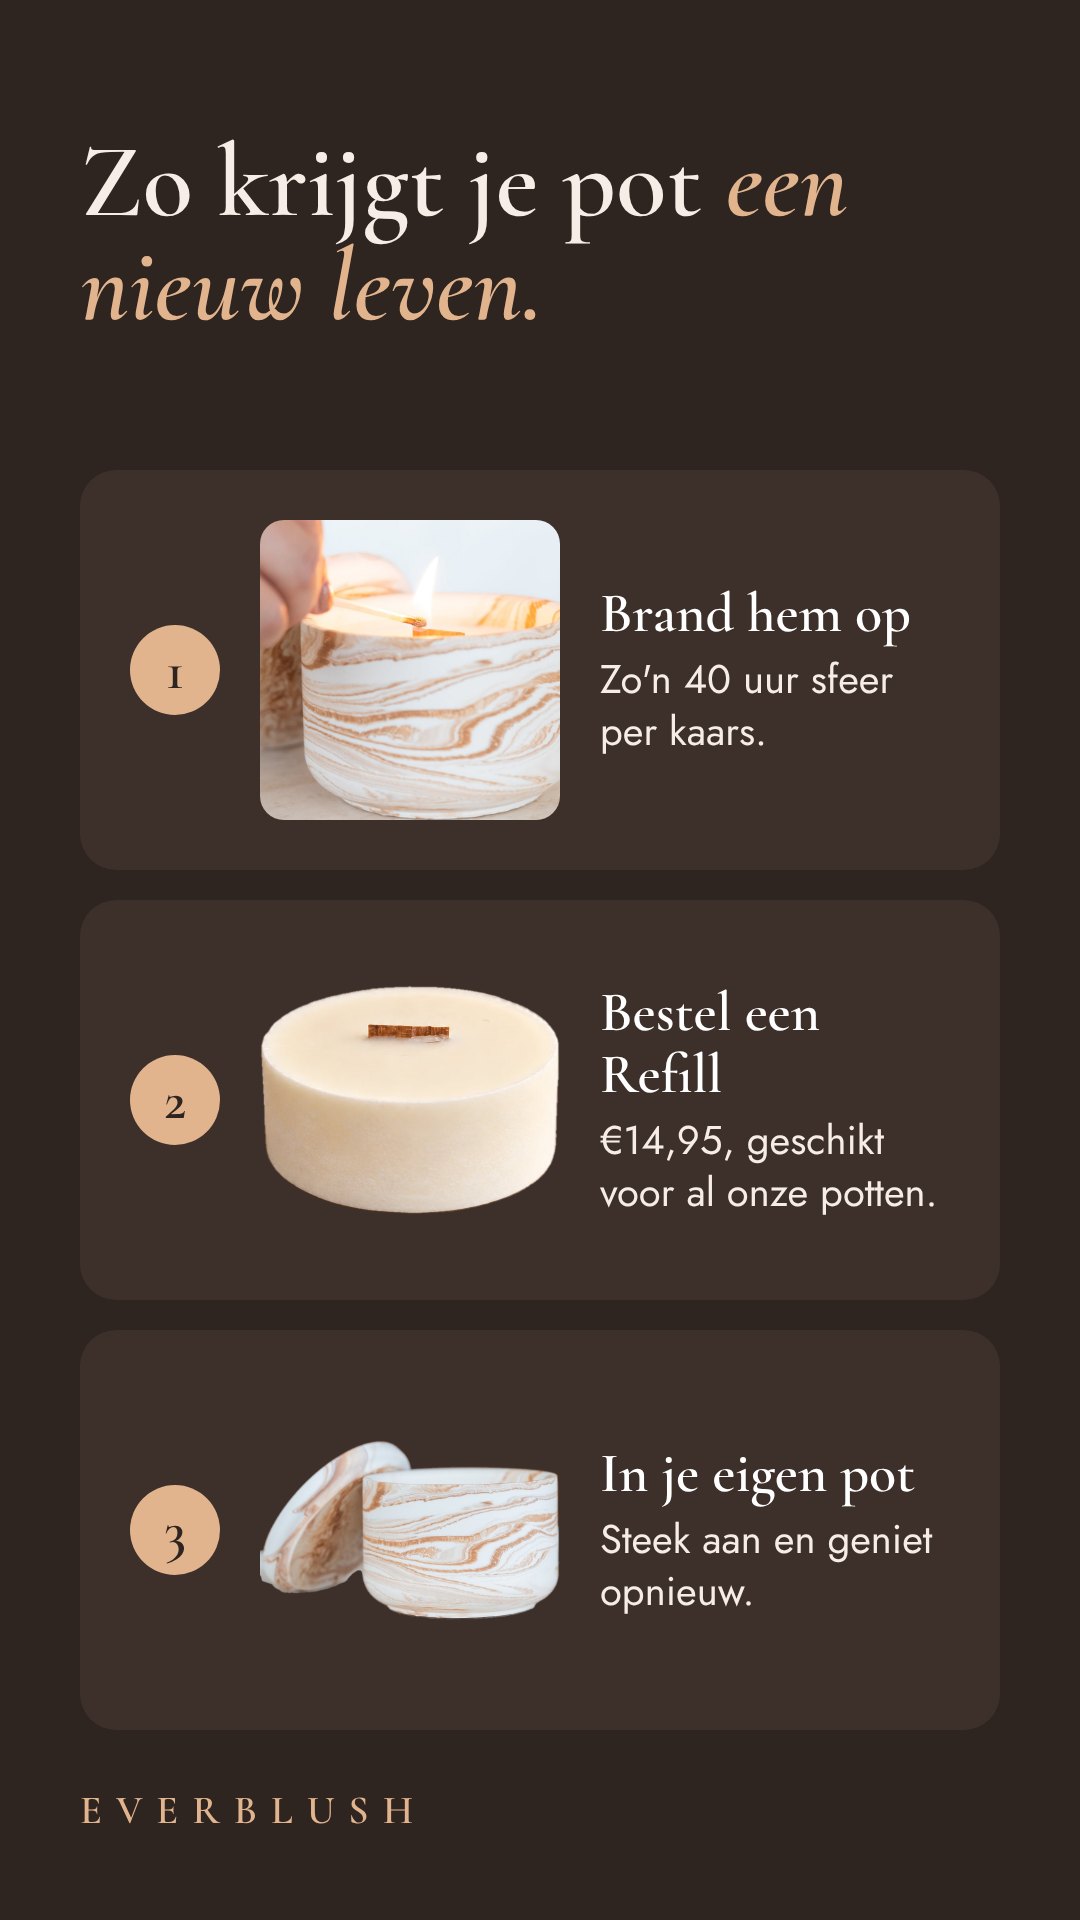 Zo krijgt je pot een
nieuw leven.
1
Brand hem op
Zo'n 40 uur sfeer
per kaars.
2
Bestel een
Refill
€14,95, geschikt
voor al onze potten.
3
In je eigen pot
Steek aan en geniet
opnieuw.
EVERBLUSH